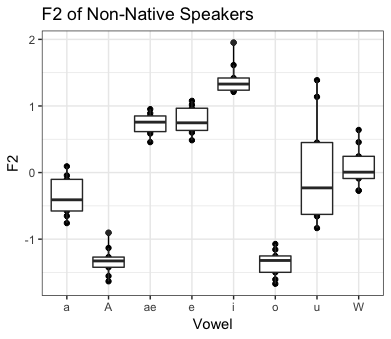 F2 of Non-Native Speakers
F2
2
1
0
-1
a A ae e i o u W
Vowel